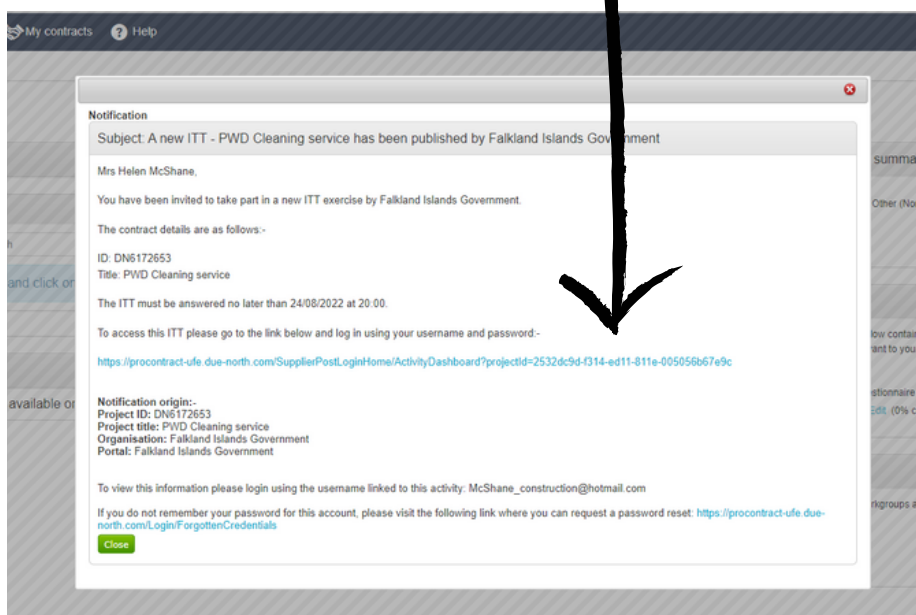 My contracts
Help
Notification
Subject: A new ITT - PWD Cleaning service has been published by Falkland Islands
summa
Mrs Helen McShane,
You have been invited to take part in a new ITT exercise by Falkland Islands Government.
Other (No
The contract details are as follows:-
h
ID: DN6172653
and click or
Title: PWD Cleaning service
The ITT must be answered no later than 24/08/2022 at 20:00.
To access this ITT please go to the link below and log in using your username and password:-
low contai
vant to you
https://procontract-ufe.due-north.com/SupplierPostLoginHome/ActivityDashboard?projectId=2532dc9d-f314-ed11-811e-005056b67e9c
available or
Notification origin:-
Project ID: DN6172653
Project title: PWD Cleaning service
Organisation: Falkland Islands Government
Portal: Falkland Islands Government
stionnaire
Edit (0% c
To view this information please login using the username linked to this activity: McShane_construction@hotmail.com
If you do not remember your password for this account, please visit the following link where you can request a password reset: https://procontract-ufe.due-
north.com/Login/ForgottenCredentials
rkgroups a
Close